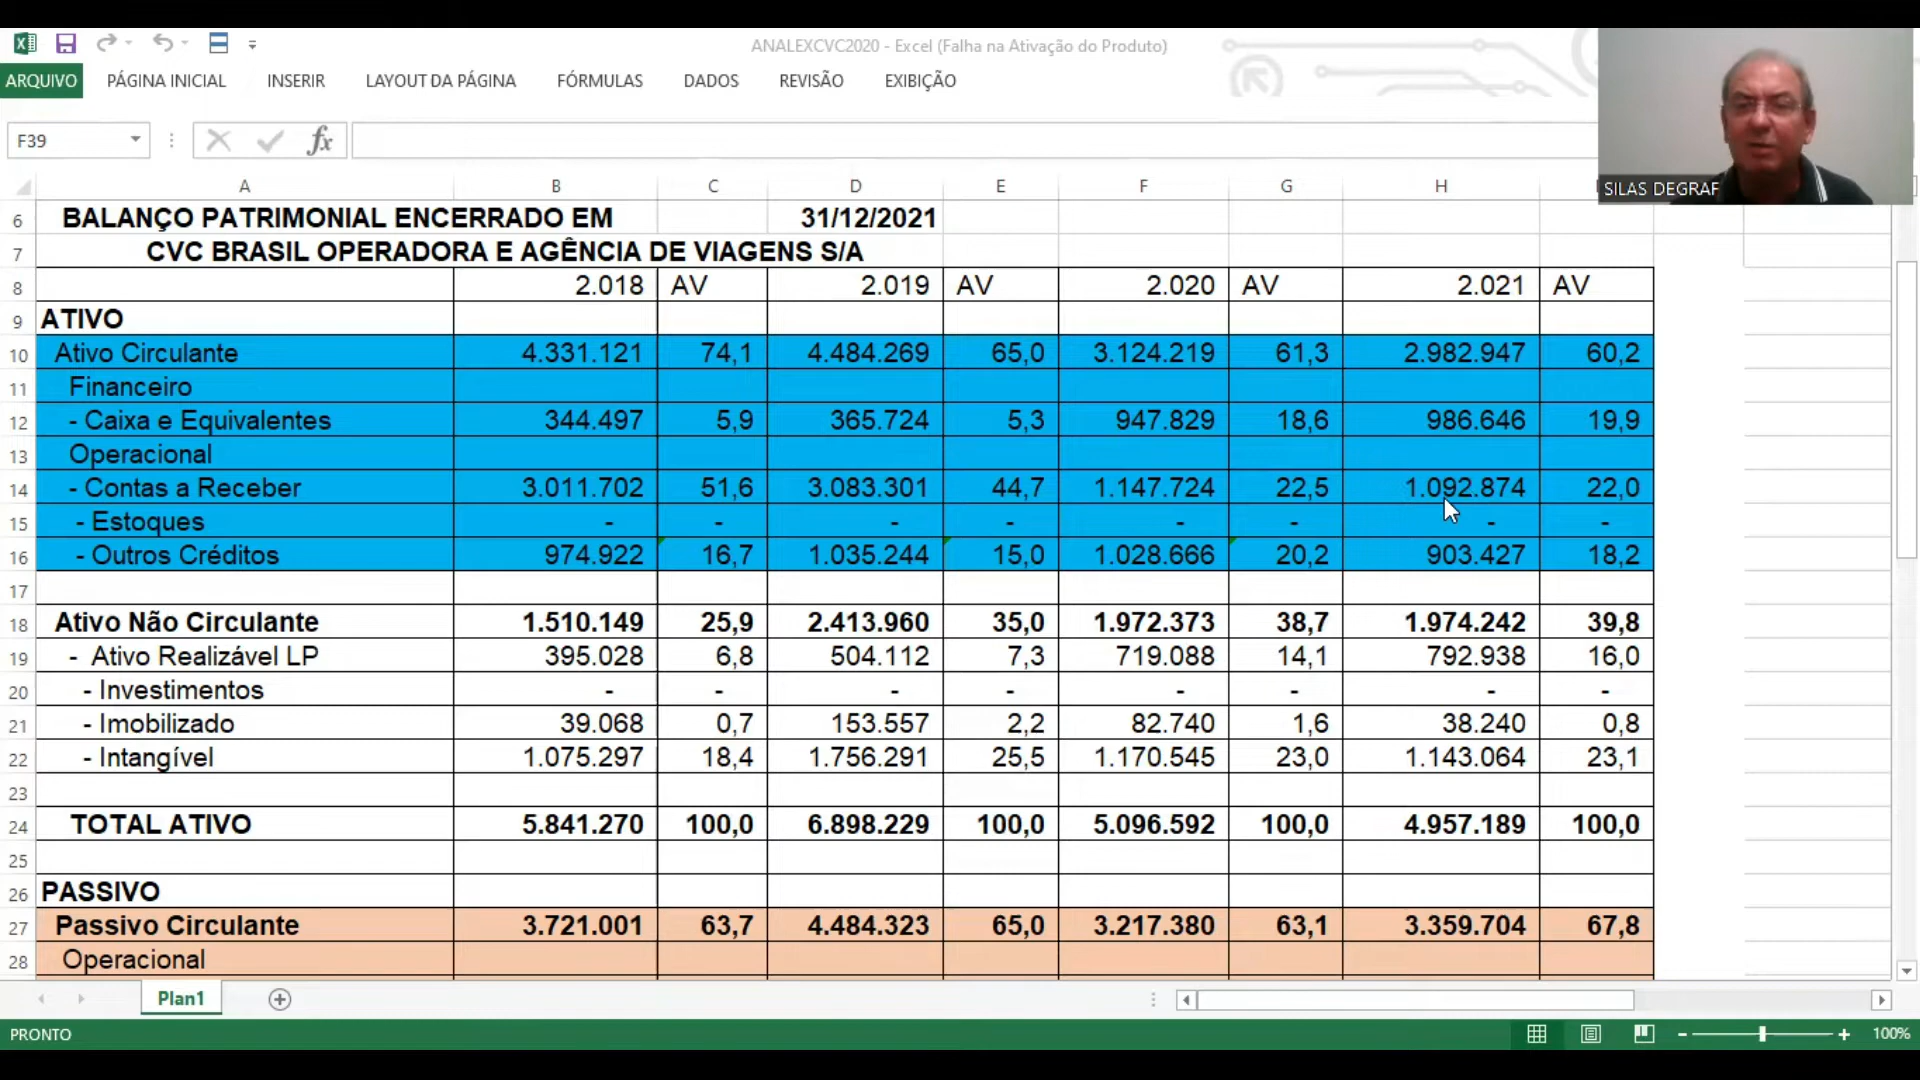 ANALEXCVC2020 - Excel (Falha na Ativação do Produto)
ARQUIVO PÁGINA INICIAL INSERIR LAYOUT DA PÁGINA FÓRMULAS DADOS REVISÃO EXIBIÇÃO
F39 fx
SILAS DEGRAF
A B C D E F G H
6 BALANÇO PATRIMONIAL ENCERRADO EM 31/12/2021
7 CVC BRASIL OPERADORA E AGÊNCIA DE VIAGENS S/A
8 2.018 AV 2.019 AV 2.020 AV 2.021 AV
9 ATIVO
10 Ativo Circulante 4.331.121 74,1 4.484.269 65,0 3.124.219 61,3 2.982.947 60,2
11 Financeiro
12 - Caixa e Equivalentes 344.497 5,9 365.724 5,3 947.829 18,6 986.646 19,9
13 Operacional
14 - Contas a Receber 3.011.702 51,6 3.083.301 44,7 1.147.724 22,5 1.092.874 22,0
15 - Estoques - - - - - - - -
16 - Outros Créditos 974.922 16,7 1.035.244 15,0 1.028.666 20,2 903.427 18,2
17
18 Ativo Não Circulante 1.510.149 25,9 2.413.960 35,0 1.972.373 38,7 1.974.242 39,8
19 - Ativo Realizável LP 395.028 6,8 504.112 7,3 719.088 14,1 792.938 16,0
20 - Investimentos - - - - - - - -
21 - Imobilizado 39.068 0,7 153.557 2,2 82.740 1,6 38.240 0,8
22 - Intangível 1.075.297 18,4 1.756.291 25,5 1.170.545 23,0 1.143.064 23,1
23
24 TOTAL ATIVO 5.841.270 100,0 6.898.229 100,0 5.096.592 100,0 4.957.189 100,0
25
26 PASSIVO
27 Passivo Circulante 3.721.001 63,7 4.484.323 65,0 3.217.380 63,1 3.359.704 67,8
28 Operacional
Plan1
PRONTO 100%